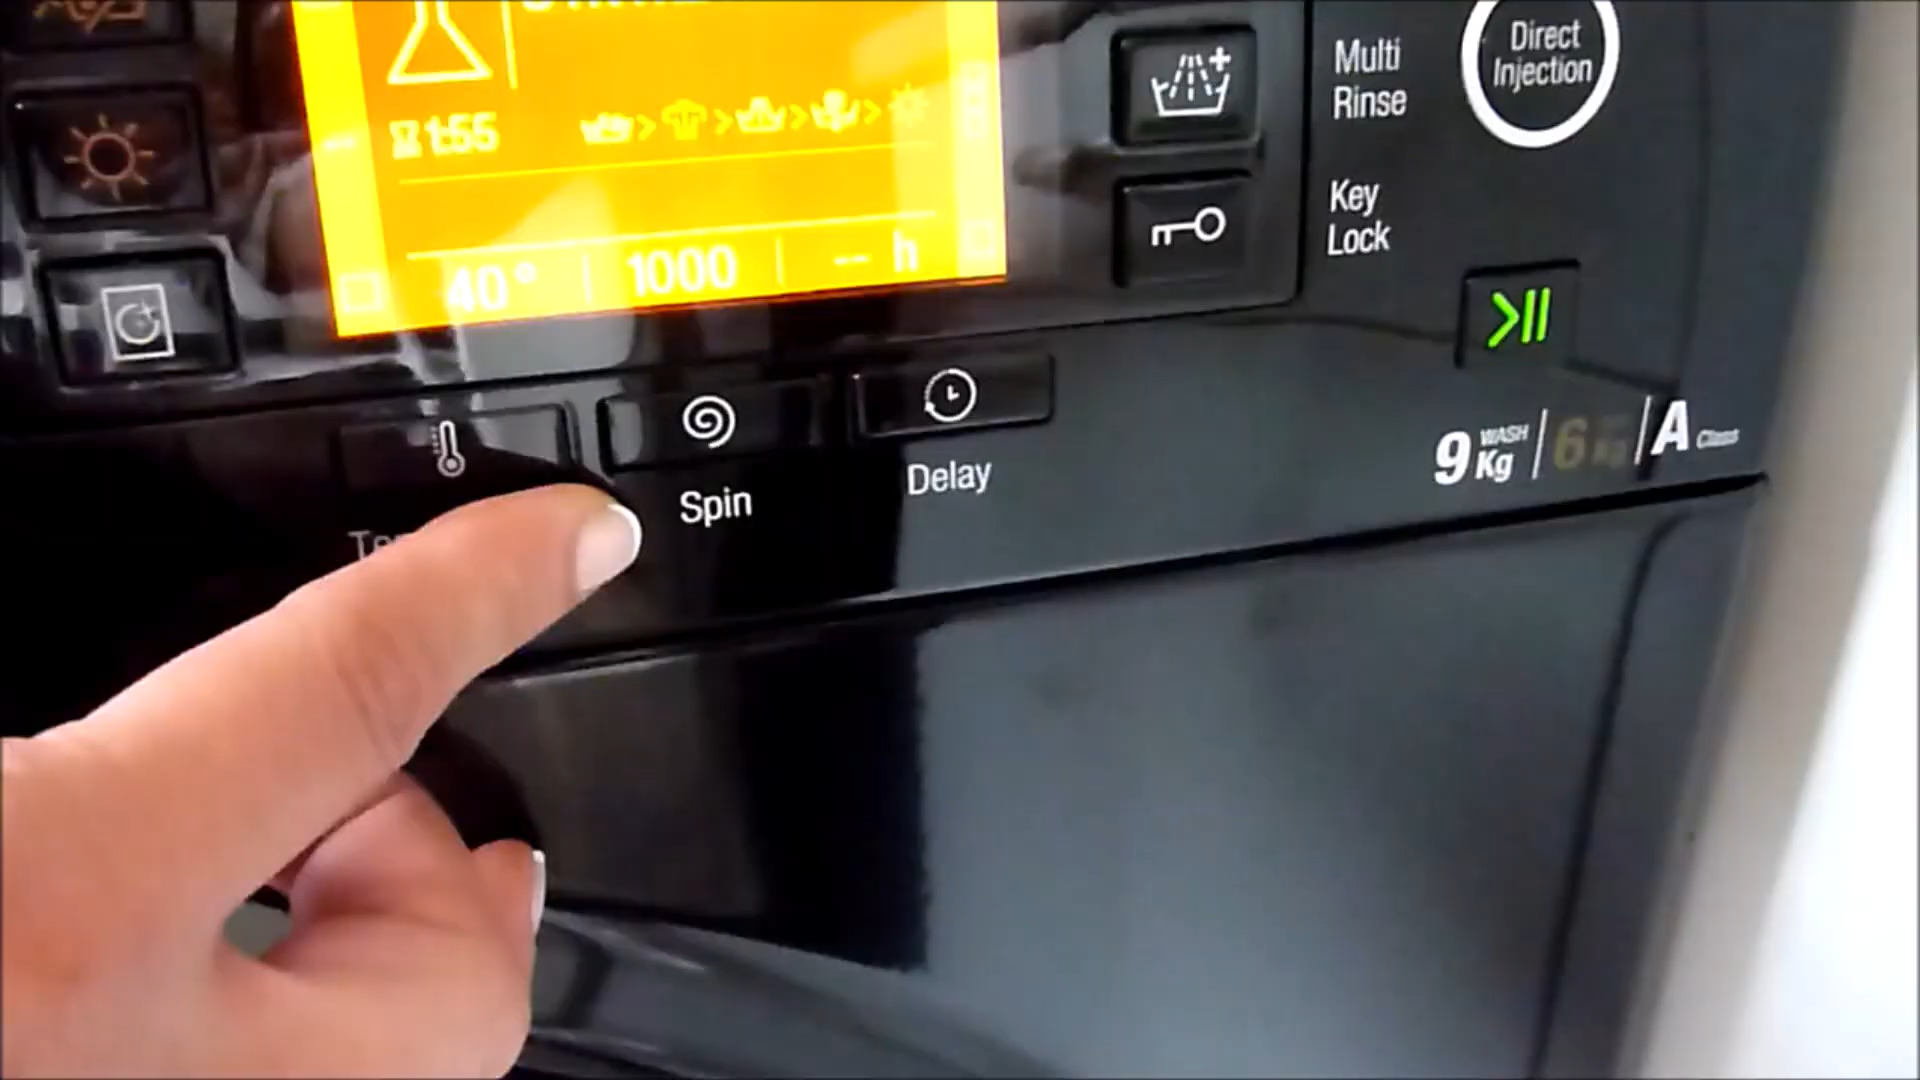 1:55
40° | 1000 | -- h
Multi
Rinse
Direct
Injection
Key
Lock
Spin
Delay
9 WASH Kg | 6 Kg | A Class